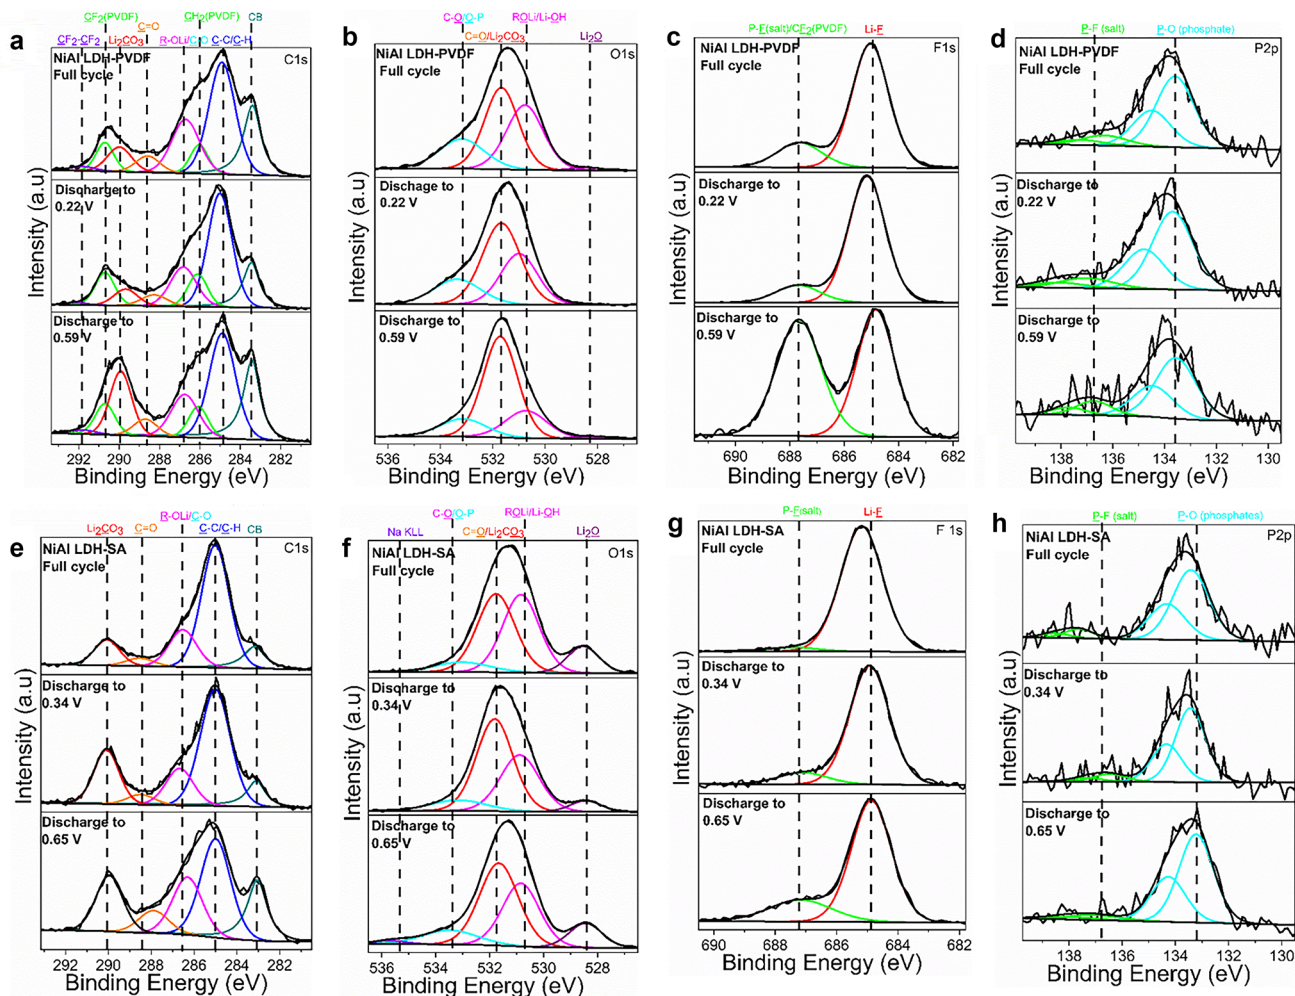 a
CF2(PVDF)
CH2(PVDF)
CB
C=O
CF2-CF2
Li2CO3
R-OLi/C-O
C-C/C-H
NiAl LDH-PVDF
Full cycle
C1s
Disqharge to
0.22 V
Discharge to
0.59 V
Intensity (a.u)
292 290 288 286 284 282
Binding Energy (eV)
b
C-O/O-P
ROLi/Li-OH
C=O/Li2CO3
Li2O
NiAl LDH-PVDF
Full cycle
O1s
Dischage to
0.22 V
Discharge to
0.59 V
Intensity (a.u)
536 534 532 530 528
Binding Energy (eV)
c
P-F(salt)/CF2(PVDF)
Li-F
NiAl LDH-PVDF
Full cycle
F1s
Discharge to
0.22 V
Discharge to
0.59 V
Intensity (a.u)
690 688 686 684 682
Binding Energy (eV)
d
P-F (salt)
P-O (phosphate)
NiAl LDH-PVDF
Full cycle
P2p
Discharge to
0.22 V
Discharge to
0.59 V
Intensity (a.u)
138 136 134 132 130
Binding Energy (eV)
e
R-OLi/C-O
Li2CO3
C=O
C-C/C-H
CB
NiAl LDH-SA
Full cycle
C1s
Discharge to
0.34 V
Discharge to
0.65 V
Intensity (a.u)
292 290 288 286 284 282
Binding Energy (eV)
f
C-O/O-P
ROLi/Li-OH
Na KLL
C=O/Li2CO3
Li2O
NiAl LDH-SA
Full cycle
O1s
Disqharge to
0.34 V
Discharge to
0.65 V
Intensity (a.u)
536 534 532 530 528
Binding Energy (eV)
g
P-F(salt)
Li-F
NiAl LDH-SA
Full cycle
F 1s
Discharge to
0.34 V
Discharge to
0.65 V
Intensity (a.u)
690 688 686 684 682
Binding Energy (eV)
h
P-F (salt)
P-O (phosphates)
NiAl LDH-SA
Full cycle
P2p
Discharge to
0.34 V
Discharge to
0.65 V
Intensity (a.u)
138 136 134 132 130
Binding Energy (eV)